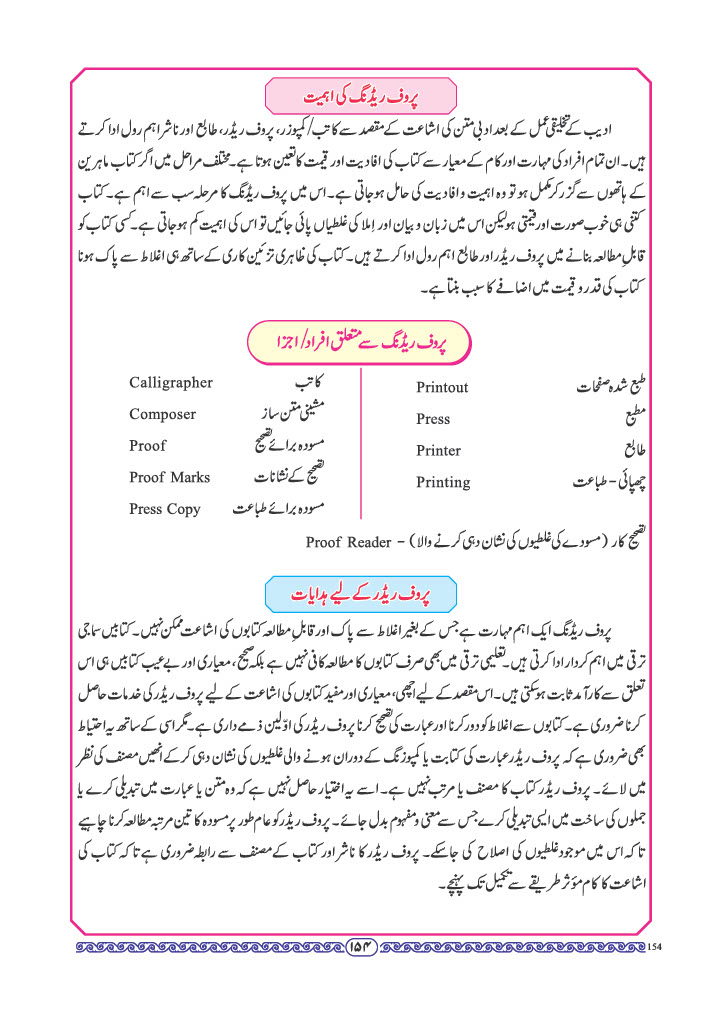 پروف ریڈنگ کی اہمیت
ادیب کے تخلیقی عمل کے بعد ادبی متن کی اشاعت کے مقصد سے کاتب/کمپوزر، پروف ریڈر، طابع اور ناشر اہم رول ادا کرتے
ہیں۔ ان تمام افراد کی مہارت اور کام کے معیار سے کتاب کی افادیت اور قیمت کا تعین ہوتا ہے۔ مختلف مراحل میں اگر کتاب ماہرین
کے ہاتھوں سے گزر کر مکمل ہو تو وہ اہمیت و افادیت کی حامل ہوجاتی ہے۔ اس میں پروف ریڈنگ کا مرحلہ سب سے اہم ہے۔ کتاب
کتنی ہی خوب صورت اور قیمتی ہو لیکن اس میں زبان و بیان اور اِملا کی غلطیاں پائی جائیں تو اس کی اہمیت کم ہوجاتی ہے۔ کسی کتاب کو
قابلِ مطالعہ بنانے میں پروف ریڈر اور طابع اہم رول ادا کرتے ہیں۔ کتاب کی ظاہری تزئین کاری کے ساتھ ہی اغلاط سے پاک ہونا
کتاب کی قدر و قیمت میں اضافے کا سبب بنتا ہے۔
پروف ریڈنگ سے متعلق افراد/ اجزا
طبع شدہ صفحات Printout
مطبع Press
طابع Printer
چھپائی - طباعت Printing
کاتب Calligrapher
مشینی متن ساز Composer
مسودہ برائے تصحیح Proof
تصحیح کے نشانات Proof Marks
مسودہ برائے طباعت Press Copy
تصحیح کار (مسودے کی غلطیوں کی نشان دہی کرنے والا) - Proof Reader
پروف ریڈر کے لیے ہدایات
پروف ریڈنگ ایک اہم مہارت ہے جس کے بغیر اغلاط سے پاک اور قابلِ مطالعہ کتابوں کی اشاعت ممکن نہیں۔ کتابیں سماجی
ترقی میں اہم کردار ادا کرتی ہیں۔ تعلیمی ترقی میں بھی صرف کتابوں کا مطالعہ کافی نہیں ہے بلکہ صحیح، معیاری اور بے عیب کتابیں ہی اس
تعلق سے کارآمد ثابت ہوسکتی ہیں۔ اس مقصد کے لیے اچھی، معیاری اور مفید کتابوں کی اشاعت کے لیے پروف ریڈر کی خدمات حاصل
کرنا ضروری ہے۔ کتابوں سے اغلاط کو دور کرنا اور عبارت کی تصحیح کرنا پروف ریڈر کی اوّلین ذمے داری ہے۔ مگر اسی کے ساتھ یہ احتیاط
بھی ضروری ہے کہ پروف ریڈر عبارت کی کتابت یا کمپوزنگ کے دوران ہونے والی غلطیوں کی نشان دہی کرکے انھیں مصنف کی نظر
میں لائے۔ پروف ریڈر کتاب کا مصنف یا مرتب نہیں ہے۔ اسے یہ اختیار حاصل نہیں ہے کہ وہ متن یا عبارت میں تبدیلی کرے یا
جملوں کی ساخت میں ایسی تبدیلی کرے جس سے معنی و مفہوم بدل جائے۔ پروف ریڈر کو عام طور پر مسودہ کا تین مرتبہ مطالعہ کرنا چاہیے
تاکہ اس میں موجود غلطیوں کی اصلاح کی جاسکے۔ پروف ریڈر کا ناشر اور کتاب کے مصنف سے رابطہ ضروری ہے تاکہ کتاب کی
اشاعت کا کام مؤثر طریقے سے تکمیل تک پہنچے۔
۱۵۴
154